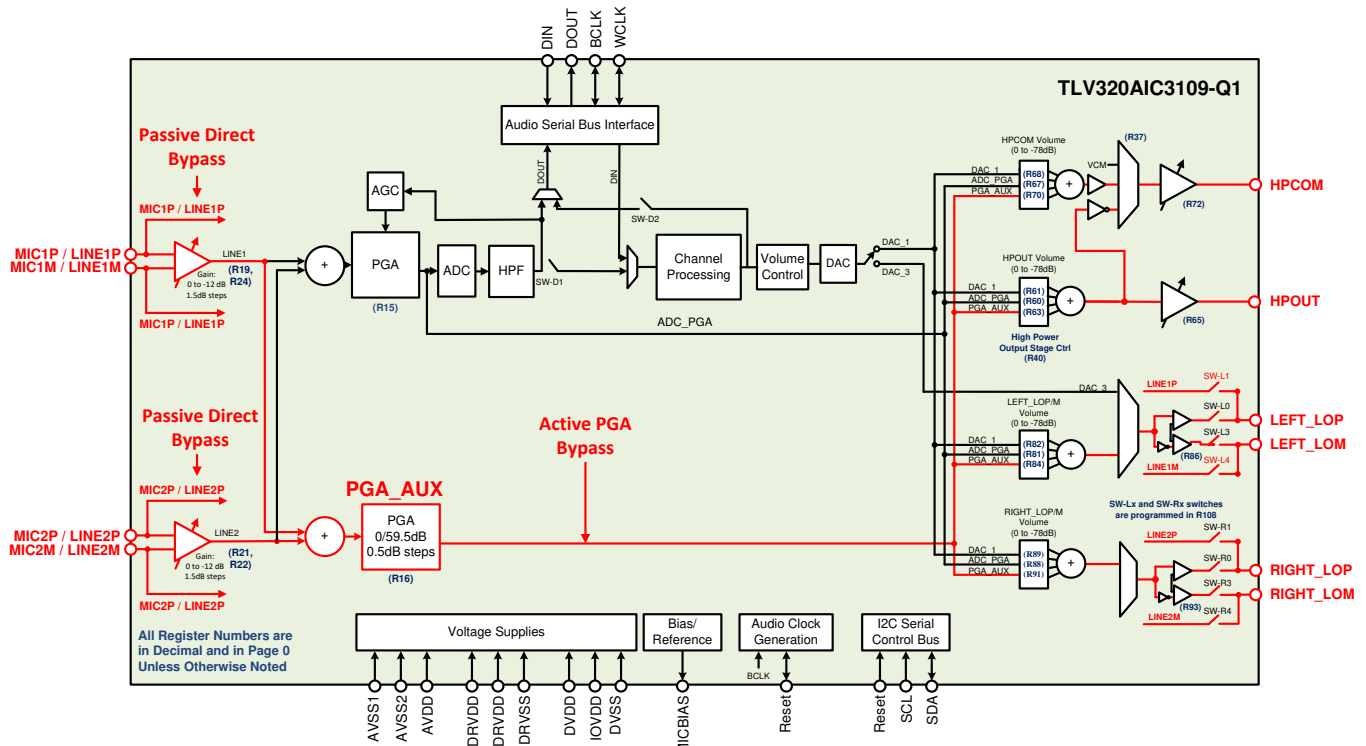 DIN
DOUT
BCLK
WCLK
TLV320AIC3109-Q1
Audio Serial Bus Interface
Passive Direct
Bypass
MIC1P / LINE1P
MIC1P / LINE1P
MIC1M / LINE1M
LINE1
(R19,
R24)
Gain:
0 to -12 dB
1.5dB steps
MIC1P / LINE1P
+
AGC
PGA
(R15)
ADC
HPF
DOUT
DIN
SW-D2
SW-D1
Channel
Processing
Volume
Control
DAC
DAC_1
DAC_3
ADC_PGA
HPCOM Volume
(0 to -78dB)
DAC_1
ADC_PGA
PGA_AUX
(R68)
(R67)
(R70)
+
VCM
(R37)
(R72)
HPCOM
HPOUT Volume
(0 to -78dB)
DAC_1
ADC_PGA
PGA_AUX
(R61)
(R60)
(R63)
+
(R65)
HPOUT
High Power
Output Stage Ctrl
(R40)
DAC_3
LEFT_LOP/M
Volume
(0 to -78dB)
DAC_1
ADC_PGA
PGA_AUX
(R82)
(R81)
(R84)
+
LINE1P
SW-L1
SW-L0
SW-L3
(R86)
SW-L4
LINE1M
LEFT_LOP
LEFT_LOM
Passive Direct
Bypass
MIC2P / LINE2P
MIC2P / LINE2P
MIC2M / LINE2M
LINE2
(R21,
R22)
Gain:
0 to -12 dB
1.5dB steps
MIC2P / LINE2P
+
PGA_AUX
PGA
0/59.5dB
0.5dB steps
(R16)
Active PGA
Bypass
RIGHT_LOP/M
Volume
(0 to -78dB)
DAC_1
ADC_PGA
PGA_AUX
(R89)
(R88)
(R91)
+
SW-Lx and SW-Rx switches
are programmed in R108
LINE2P
SW-R1
SW-R0
SW-R3
(R93)
SW-R4
LINE2M
RIGHT_LOP
RIGHT_LOM
All Register Numbers are
in Decimal and in Page 0
Unless Otherwise Noted
Voltage Supplies
Bias/
Reference
Audio Clock
Generation
I2C Serial
Control Bus
BCLK
AVSS1
AVSS2
AVDD
DRVDD
DRVDD
DRVSS
DVDD
IOVDD
DVSS
MICBIAS
Reset
Reset
SCL
SDA